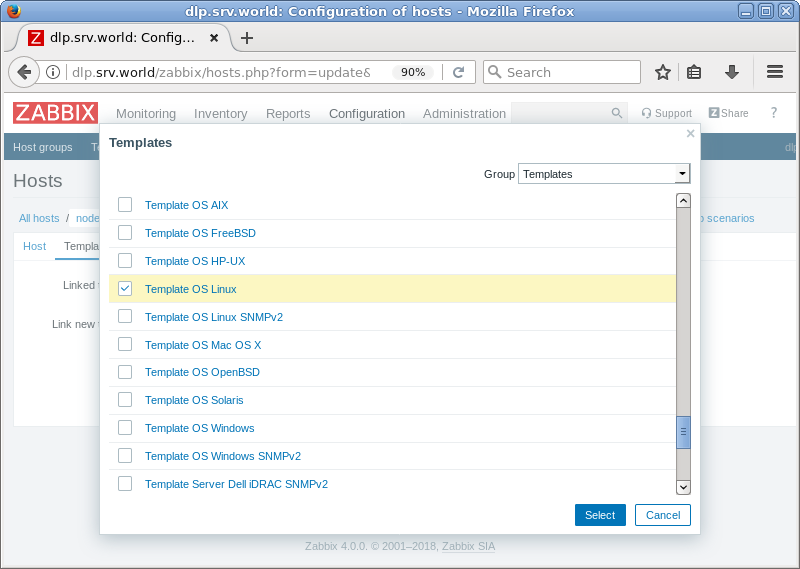 dlp.srv.world: Configuration of hosts - Mozilla Firefox
Z dlp.srv.world: Config...
dlp.srv.world/zabbix/hosts.php?form=update& 90% Search
ZABBIX Monitoring Inventory Reports Configuration Administration Support Z Share ?
Host groups
Templates
Hosts
Group Templates
All hosts / node
scenarios
Host Templa
Linked
Link new
Template OS AIX
Template OS FreeBSD
Template OS HP-UX
Template OS Linux
Template OS Linux SNMPv2
Template OS Mac OS X
Template OS OpenBSD
Template OS Solaris
Template OS Windows
Template OS Windows SNMPv2
Template Server Dell iDRAC SNMPv2
Select Cancel
Zabbix 4.0.0. © 2001–2018, Zabbix SIA